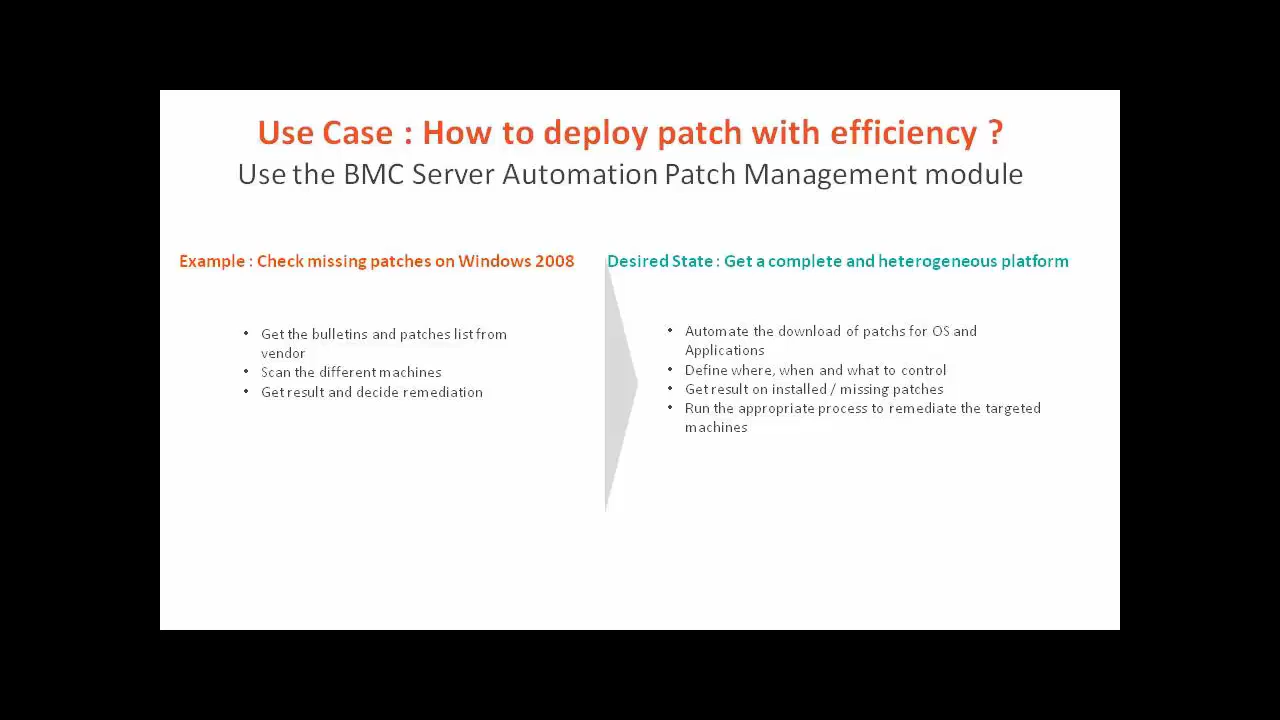 Use Case : How to deploy patch with efficiency ?
Use the BMC Server Automation Patch Management module
Example : Check missing patches on Windows 2008
• Get the bulletins and patches list from
vendor
• Scan the different machines
• Get result and decide remediation
Desired State : Get a complete and heterogeneous platform
• Automate the download of patchs for OS and
Applications
• Define where, when and what to control
• Get result on installed / missing patches
• Run the appropriate process to remediate the targeted
machines